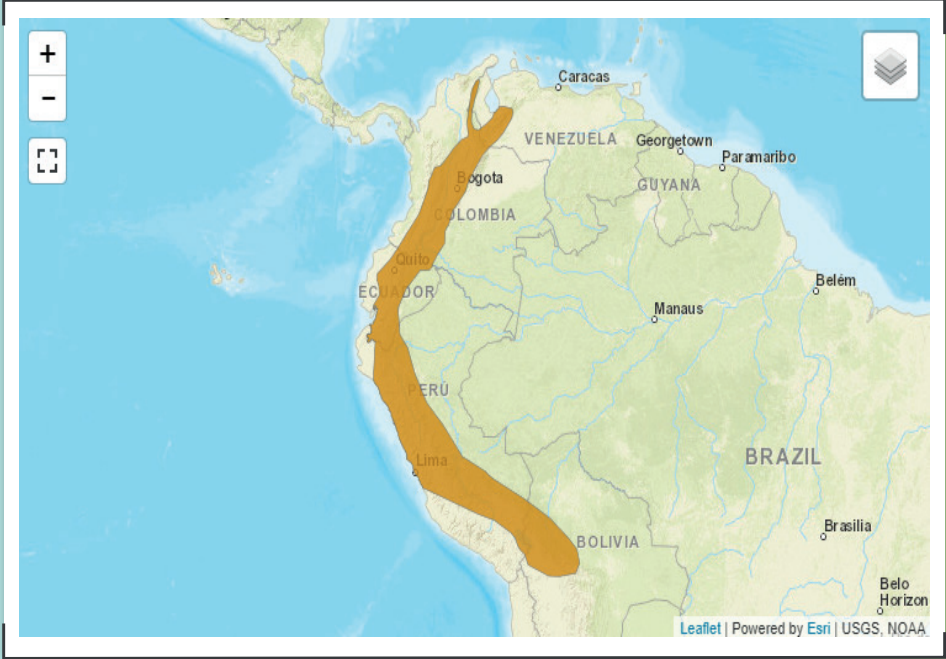 +
−
Caracas
VENEZUELA
Georgetown
Paramaribo
GUYANA
Bogota
COLOMBIA
Quito
ECUADOR
Belém
Manaus
PERÚ
BRAZIL
Lima
Brasilia
BOLIVIA
Belo
Horizon
Leaflet | Powered by Esri | USGS, NOAA